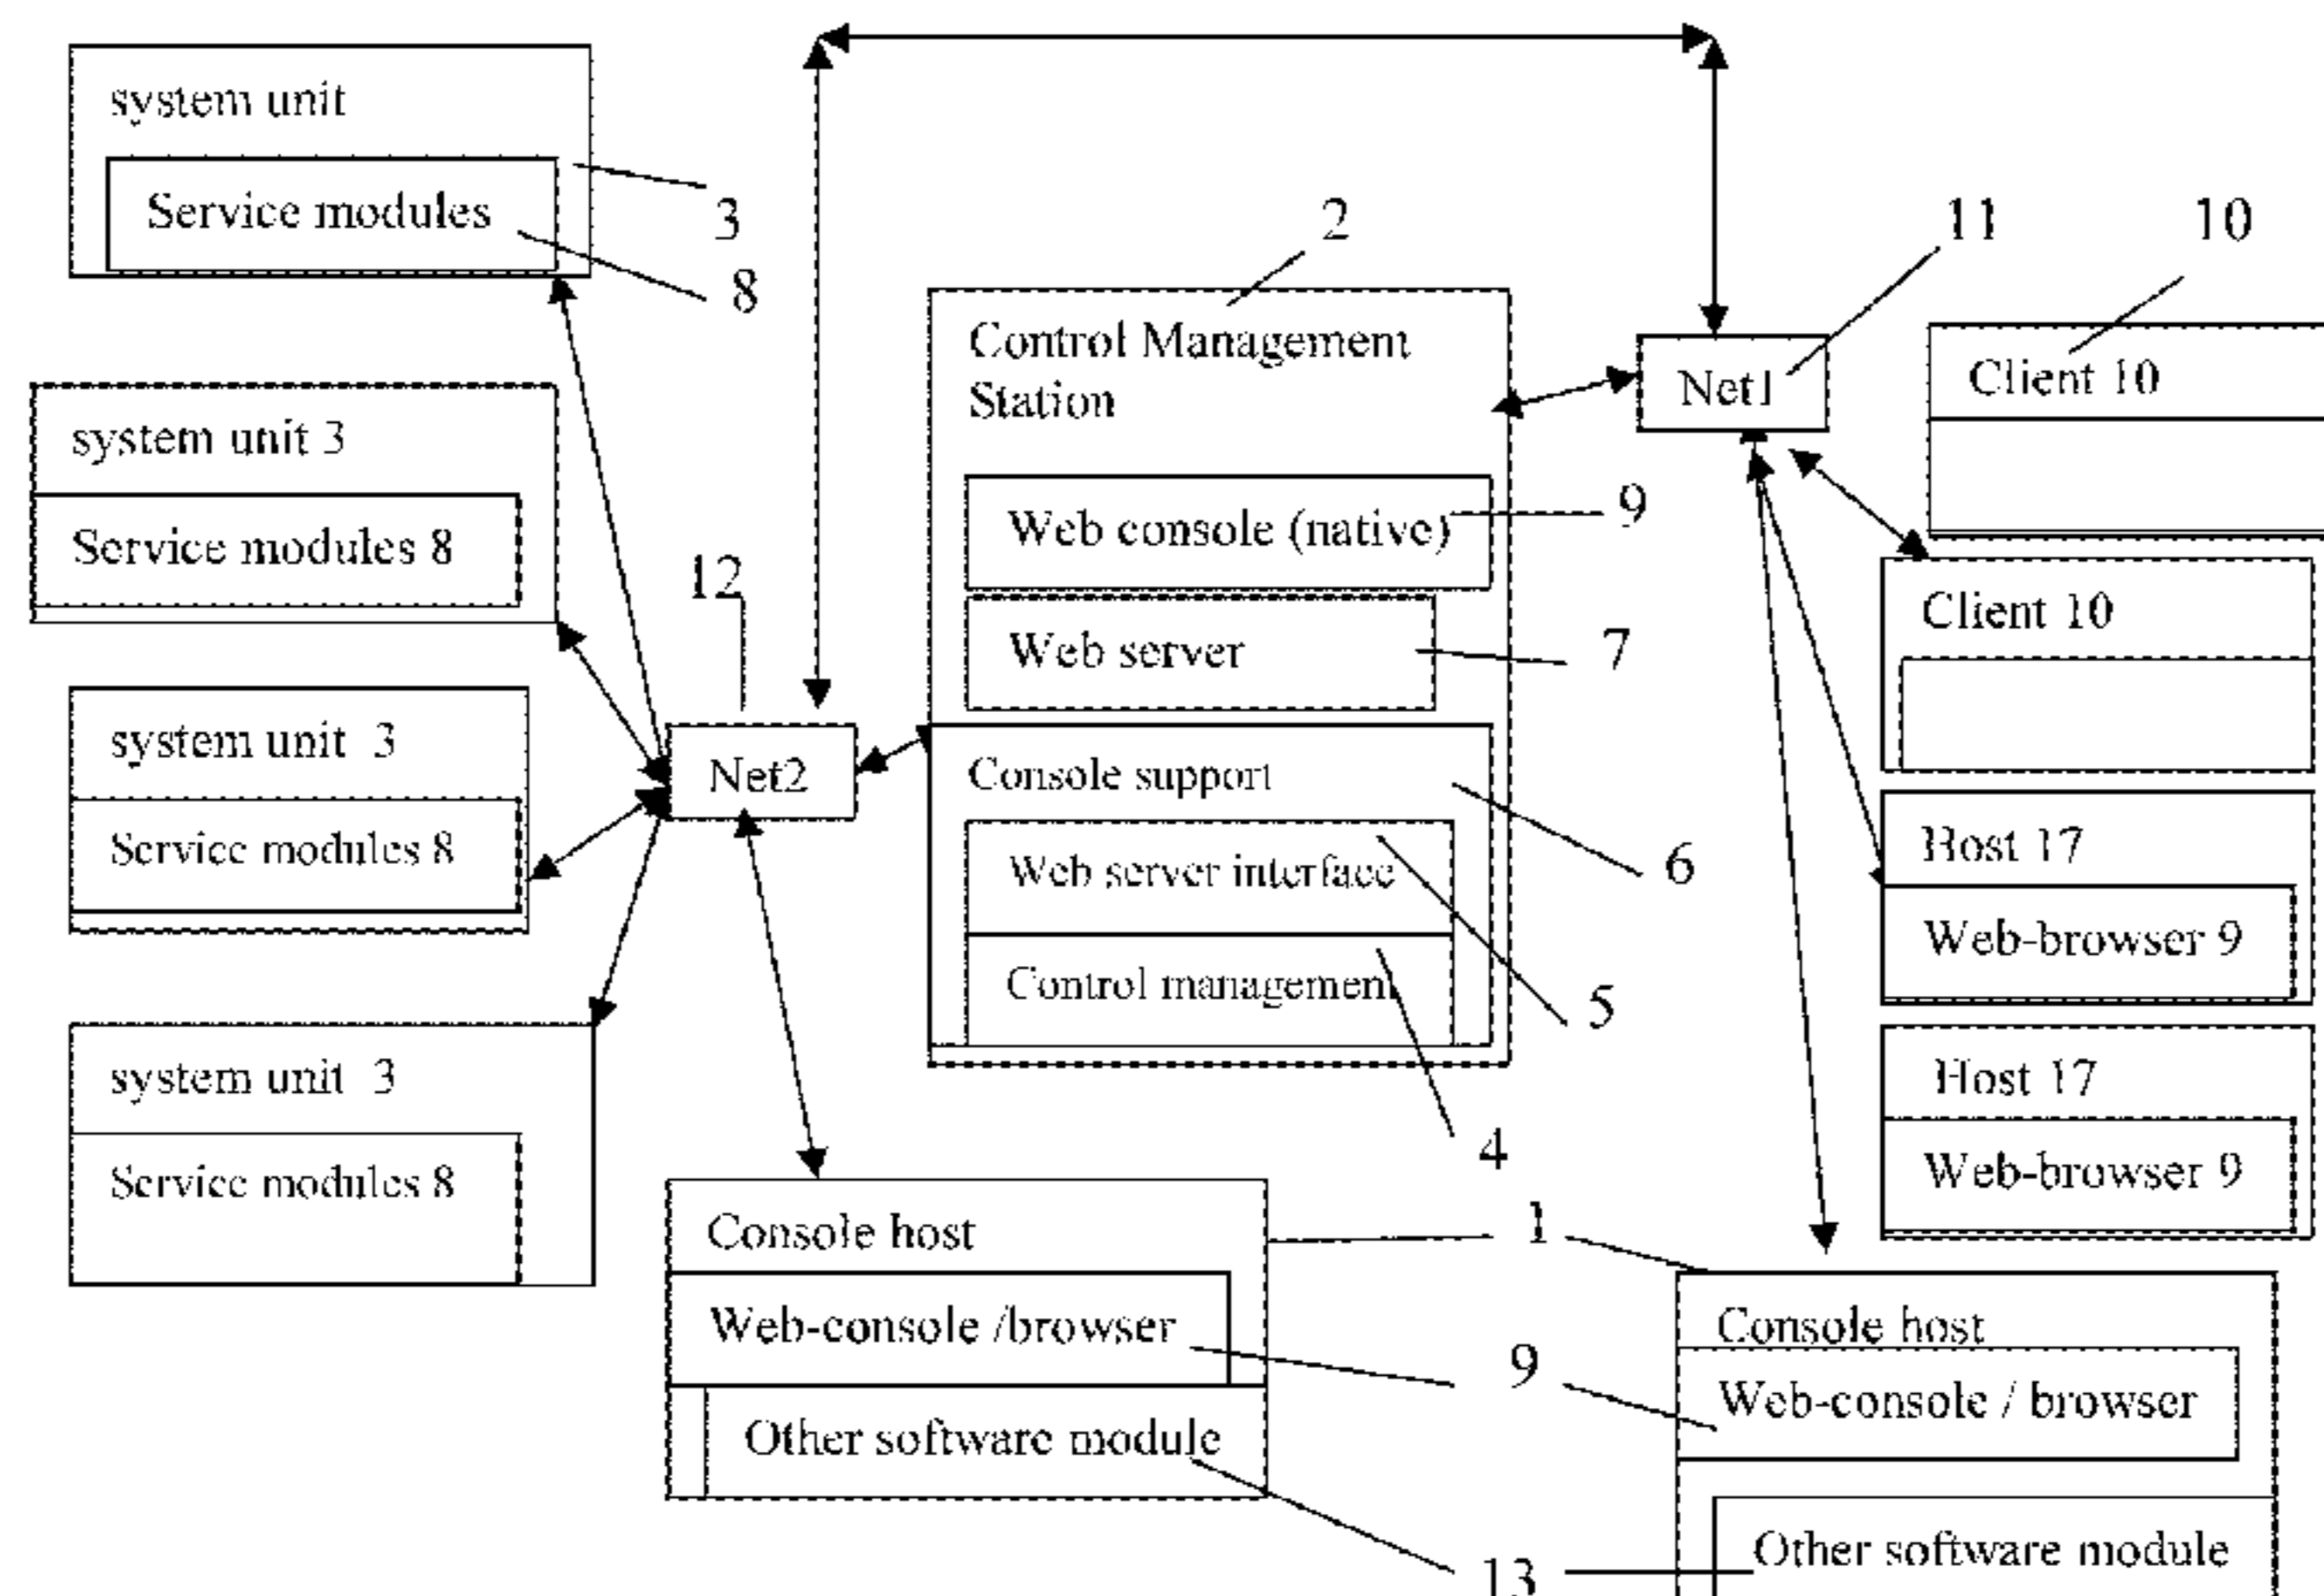 system unit
Service modules
3
8
system unit 3
Service modules 8
system unit 3
Service modules 8
system unit 3
Service modules 8
12
Net2
2
Control Management
Station
Web console (native)
9
Web server
7
Console support
6
Web server interface
5
Control management
4
11
Net1
10
Client 10
Client 10
Host 17
Web-browser 9
Host 17
Web-browser 9
Console host
1
Web-console /browser
9
Other software module
13
Console host
Web-console / browser
Other software module